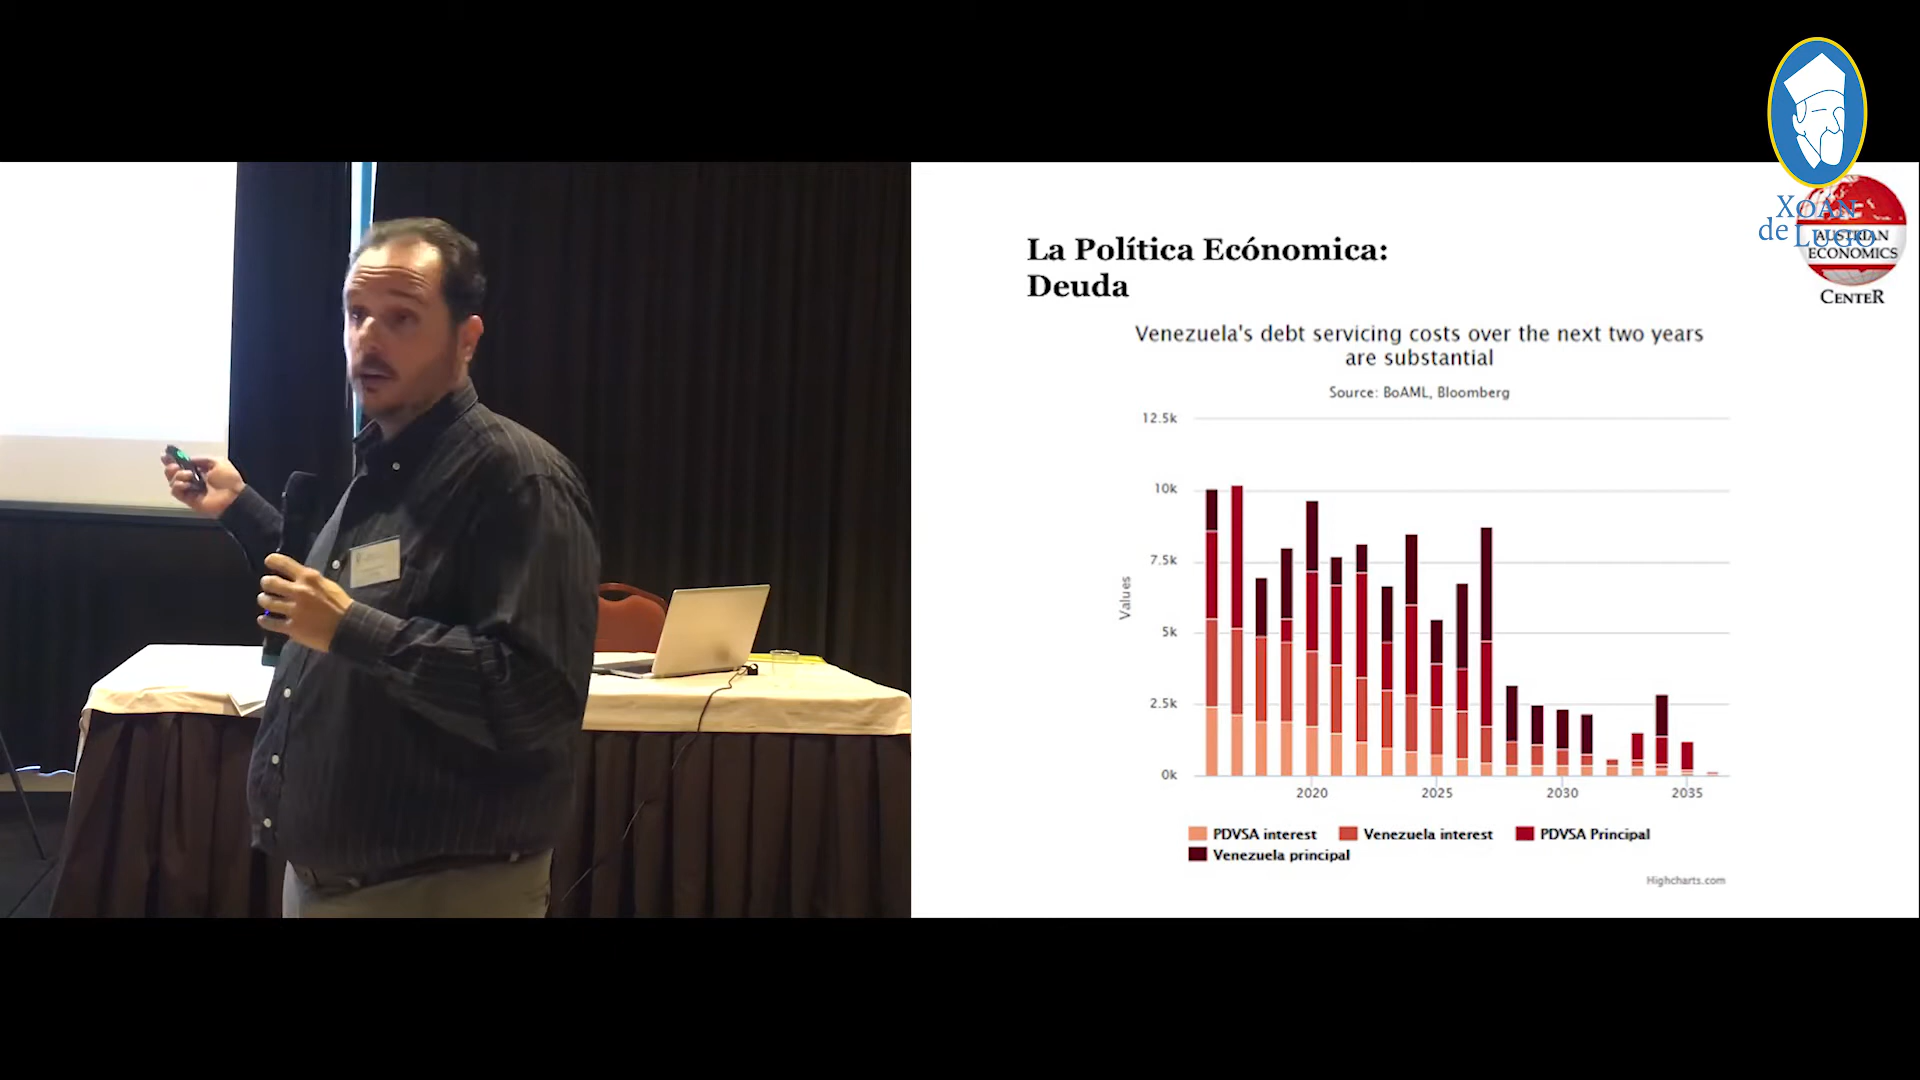 XOÁN
de LUGO
AUSTRIAN
ECONOMICS
CENTER
La Política Ecónomica:
Deuda
Venezuela's debt servicing costs over the next two years
are substantial
Source: BoAML, Bloomberg
12.5k
10k
7.5k
5k
2.5k
0k
Values
2020 2025 2030 2035
PDVSA interest Venezuela interest PDVSA Principal
Venezuela principal
Highcharts.com